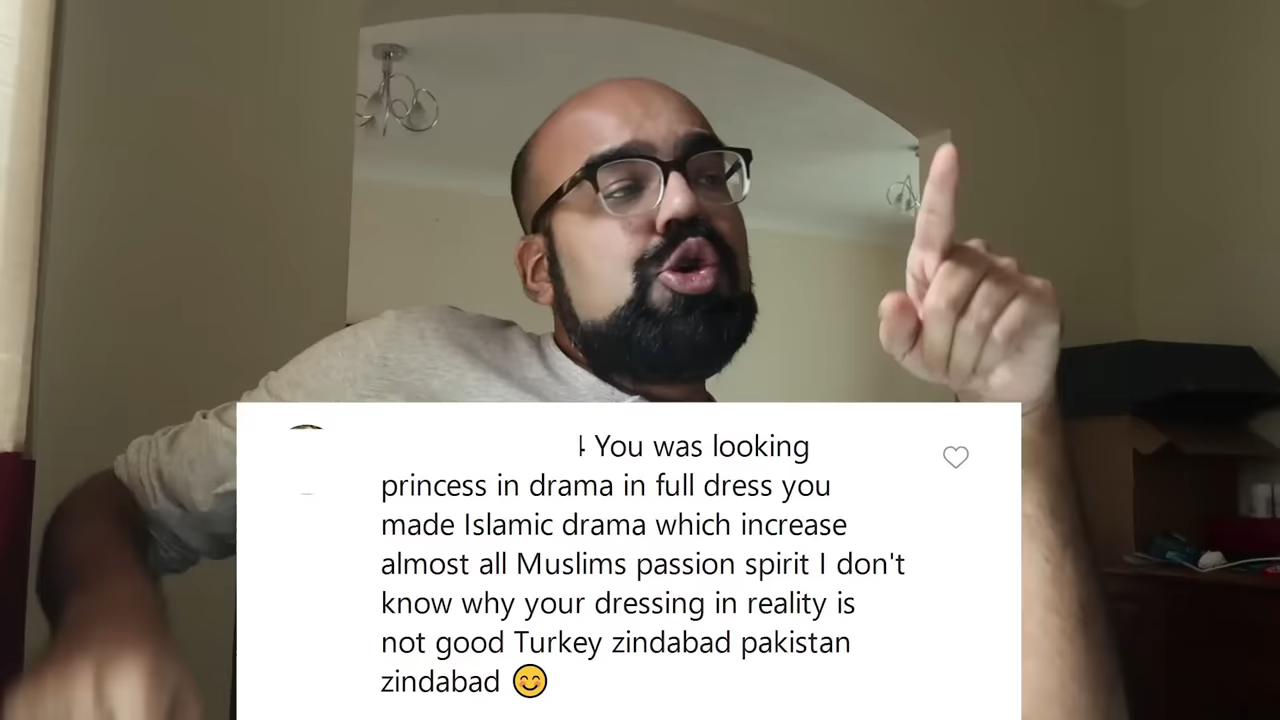 You was looking
princess in drama in full dress you
made Islamic drama which increase
almost all Muslims passion spirit I don't
know why your dressing in reality is
not good Turkey zindabad pakistan
zindabad 😊